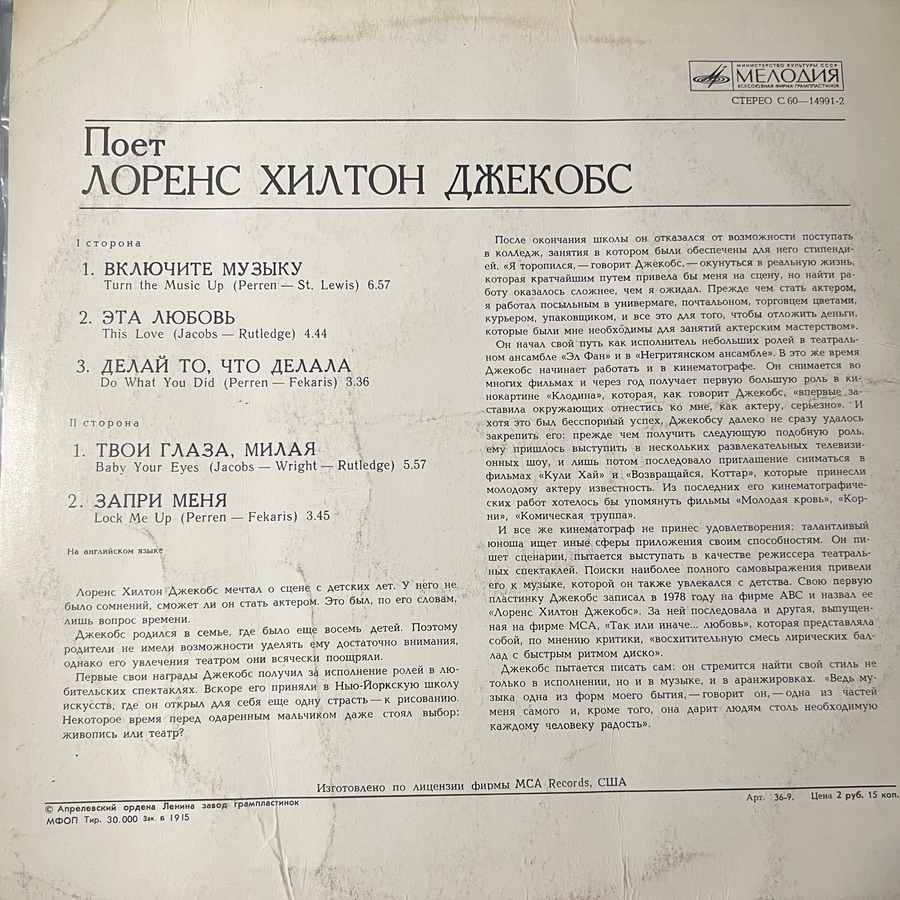 МИНИСТЕРСТВО КУЛЬТУРЫ СССР
МЕЛОДИЯ
ВСЕСОЮЗНАЯ ФИРМА ГРАМПЛАСТИНОК
СТЕРЕО С 60—14991-2
Поет
ЛОРЕНС ХИЛТОН ДЖЕКОБС
I сторона
1. ВКЛЮЧИТЕ МУЗЫКУ
Turn the Music Up (Perren — St. Lewis) 6.57
2. ЭТА ЛЮБОВЬ
This Love (Jacobs — Rutledge) 4.44
3. ДЕЛАЙ ТО, ЧТО ДЕЛАЛА
Do What You Did (Perren — Fekaris) 3.36
II сторона
1. ТВОИ ГЛАЗА, МИЛАЯ
Baby Your Eyes (Jacobs — Wright — Rutledge) 5.57
2. ЗАПРИ МЕНЯ
Lock Me Up (Perren — Fekaris) 3.45
На английском языке
Лоренс Хилтон Джекобс мечтал о сцене с детских лет. У него не
было сомнений, сможет ли он стать актером. Это был, по его словам,
лишь вопрос времени.
Джекобс родился в семье, где было еще восемь детей. Поэтому
родители не имели возможности уделять ему достаточно внимания,
однако его увлечения театром они всячески поощряли.
Первые свои награды Джекобс получил за исполнение ролей в лю-
бительских спектаклях. Вскоре его приняли в Нью-Йоркскую школу
искусств, где он открыл для себя еще одну страсть — к рисованию.
Некоторое время перед одаренным мальчиком даже стоял выбор:
живопись или театр?
После окончания школы он отказался от возможности поступать
в колледж, занятия в котором были обеспечены для него стипенди-
ей. «Я торопился, — говорит Джекобс, — окунуться в реальную жизнь,
которая кратчайшим путем привела бы меня на сцену, но найти ра-
боту оказалось сложнее, чем я ожидал. Прежде чем стать актером,
я работал посыльным в универмаге, почтальоном, торговцем цветами,
курьером, упаковщиком, и все это для того, чтобы отложить деньги,
которые были мне необходимы для занятий актерским мастерством».
Он начал свой путь как исполнитель небольших ролей в театраль-
ном ансамбле «Эл Фан» и в «Негритянском ансамбле». В это же время
Джекобс начинает работать и в кинематографе. Он снимается во
многих фильмах и через год получает первую большую роль в ки-
нокартине «Клодина», которая, как говорит Джекобс, «впервые за-
ставила окружающих отнестись ко мне, как актеру, серьезно». И
хотя это был бесспорный успех, Джекобсу далеко не сразу удалось
закрепить его: прежде чем получить следующую подобную роль,
ему пришлось выступить в нескольких развлекательных телевизи-
онных шоу, и лишь потом последовало приглашение сниматься в
фильмах «Кули Хай» и «Возвращайся, Коттар», которые принесли
молодому актеру известность. Из последних его кинематографичес-
ких работ хотелось бы упомянуть фильмы «Молодая кровь», «Кор-
ни», «Комическая труппа».
И все же кинематограф не принес удовлетворения: талантливый
юноша ищет иные сферы приложения своим способностям. Он пи-
шет сценарии, пытается выступать в качестве режиссера театраль-
ных спектаклей. Поиски наиболее полного самовыражения привели
его к музыке, которой он также увлекался с детства. Свою первую
пластинку Джекобс записал в 1978 году на фирме ABC и назвал ее
«Лоренс Хилтон Джекобс». За ней последовала и другая, выпущен-
ная на фирме MCA, «Так или иначе... любовь», которая представляла
собой, по мнению критики, «восхитительную смесь лирических бал-
лад с быстрым ритмом диско».
Джекобс пытается писать сам: он стремится найти свой стиль не
только в исполнении, но и в музыке, и в аранжировках. «Ведь му-
зыка одна из форм моего бытия, — говорит он, — одна из частей
меня самого и, кроме того, она дарит людям столь необходимую
каждому человеку радость».
Изготовлено по лицензии фирмы MCA Records, США
© Апрелевский ордена Ленина завод грампластинок
МФОП Тир. 30.000 Зак. 6 1915
Арт. 36-9. Цена 2 руб. 15 коп.